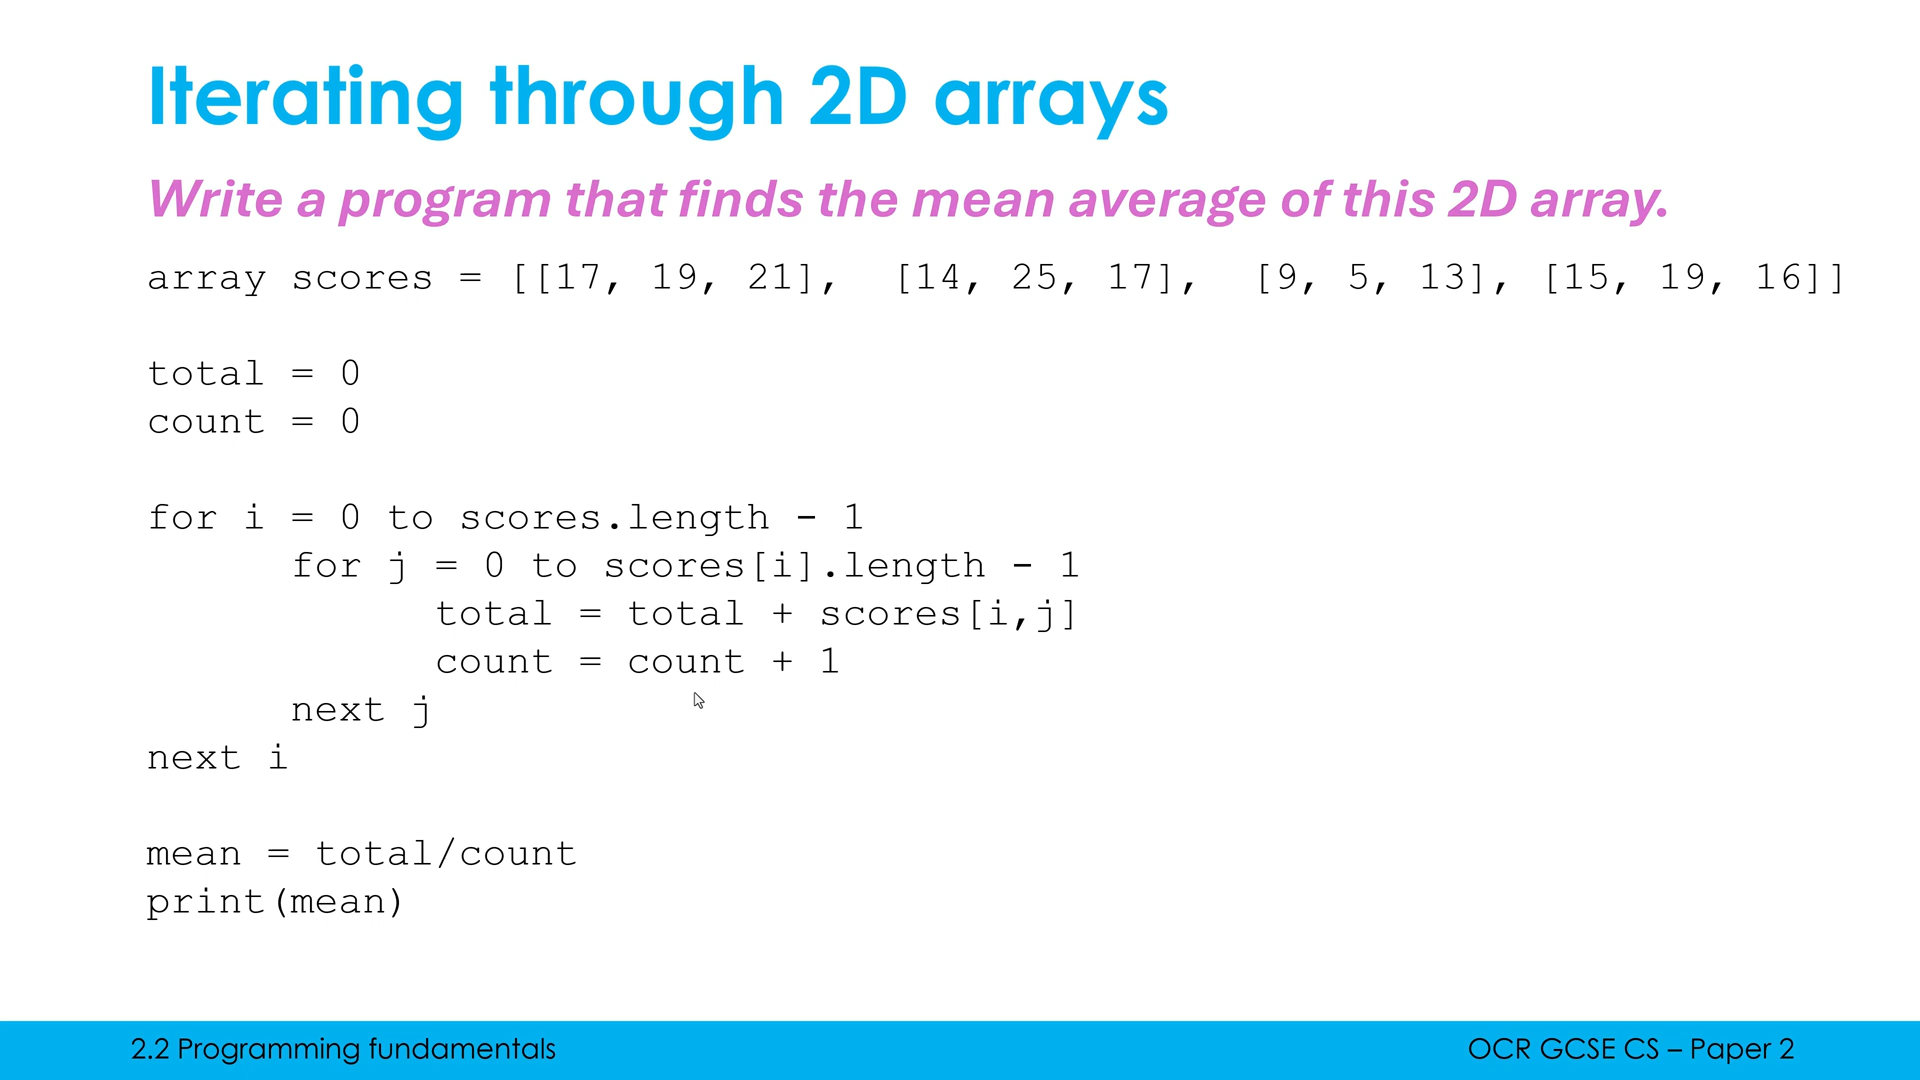 Iterating through 2D arrays
Write a program that finds the mean average of this 2D array.
array scores = [[17, 19, 21],  [14, 25, 17],  [9, 5, 13], [15, 19, 16]]
total = 0
count = 0
for i = 0 to scores.length - 1
      for j = 0 to scores[i].length - 1
            total = total + scores[i,j]
            count = count + 1
      next j
next i
mean = total/count
print(mean)
2.2 Programming fundamentals
OCR GCSE CS – Paper 2